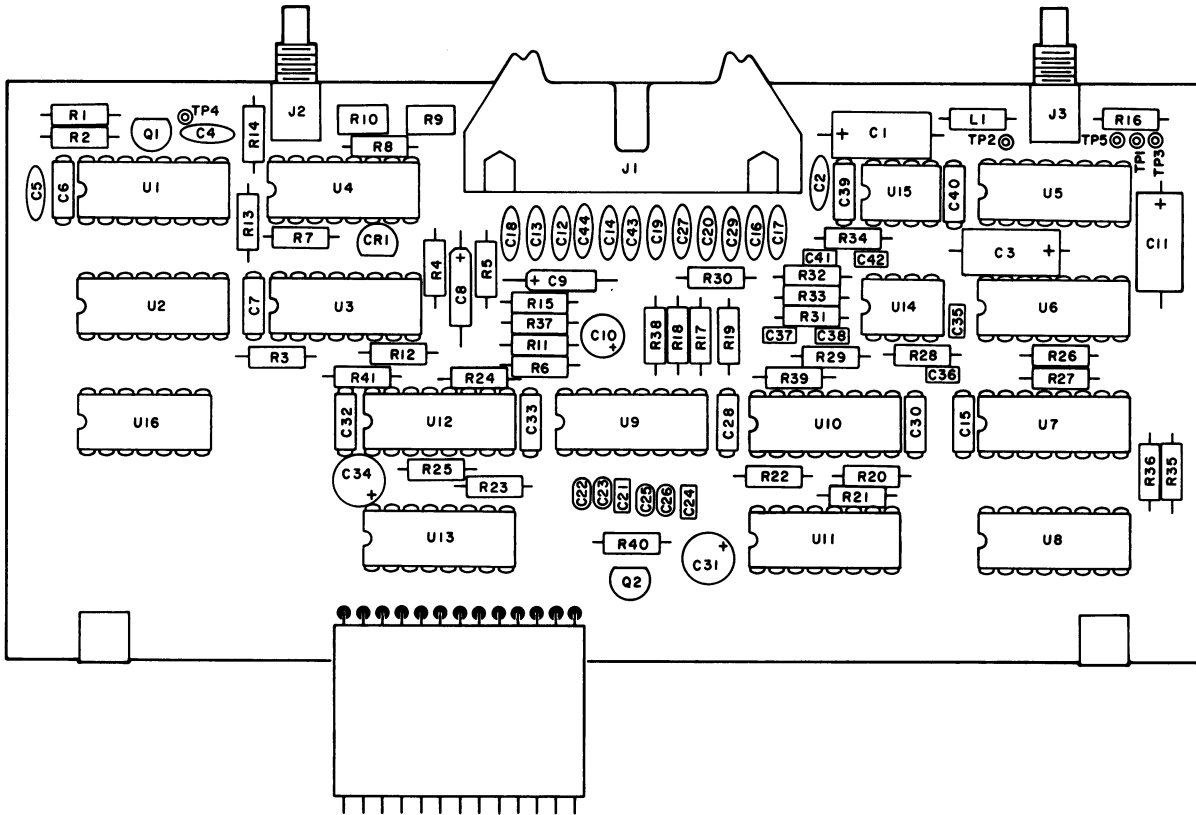 J2
J3
R1
TP4
R14
R10
R9
C1
L1
R16
R2
Q1
C4
R8
TP2
TP5
TP1
TP3
J1
C5
C6
U1
U4
C2
C39
U15
C40
U5
R13
R7
CR1
C18
C13
C12
C44
C14
C43
C19
C27
C20
C29
C16
C17
R34
C11
R4
C8
+
R5
C41
C42
C3
+
+
+
+
C9
R30
R32
U2
C7
U3
R15
R33
U14
U6
R37
R38
R18
R17
R19
R31
C35
C10
+
C37
C38
R11
R3
R12
R6
R29
R28
R26
R41
R24
R39
C36
R27
U16
C32
U12
C33
U9
C28
U10
C30
C15
U7
C34
+
R25
R23
C22
C23
C21
C25
C26
C24
R22
R20
R21
R36
R35
U13
R40
C31
+
U11
U8
Q2